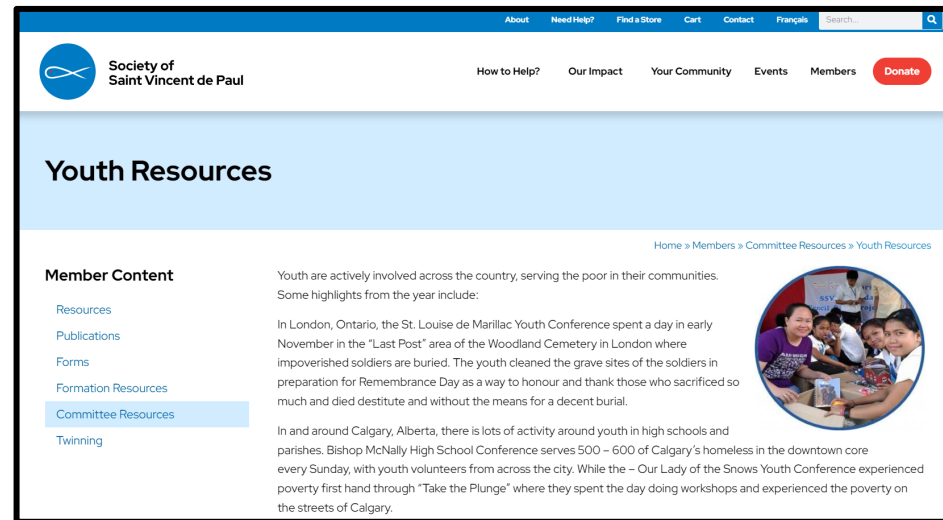 About Need Help? Find a Store Cart Contact Français Search...
Society of
Saint Vincent de Paul
How to Help? Our Impact Your Community Events Members Donate
Youth Resources
Home » Members » Committee Resources » Youth Resources
Member Content
Resources
Publications
Forms
Formation Resources
Committee Resources
Twinning
Youth are actively involved across the country, serving the poor in their communities.
Some highlights from the year include:
In London, Ontario, the St. Louise de Marillac Youth Conference spent a day in early
November in the “Last Post” area of the Woodland Cemetery in London where
impoverished soldiers are buried. The youth cleaned the grave sites of the soldiers in
preparation for Remembrance Day as a way to honour and thank those who sacrificed so
much and died destitute and without the means for a decent burial.
In and around Calgary, Alberta, there is lots of activity around youth in high schools and
parishes. Bishop McNally High School Conference serves 500 – 600 of Calgary’s homeless in the downtown core
every Sunday, with youth volunteers from across the city. While the – Our Lady of the Snows Youth Conference experienced
poverty first hand through “Take the Plunge” where they spent the day doing workshops and experienced the poverty on
the streets of Calgary.